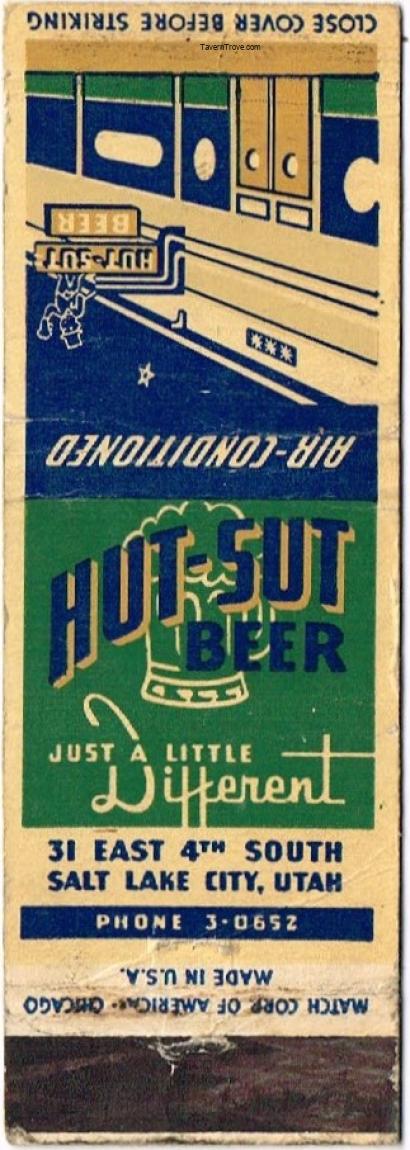 CLOSE COVER BEFORE STRIKING
TavernTrove.com
BEER
HUT-SUT
AIR-CONDITIONED
HUT-SUT
BEER
JUST A LITTLE
Different
31 EAST 4TH SOUTH
SALT LAKE CITY, UTAH
PHONE 3-0652
MADE IN U.S.A.
MATCH CORP. OF AMERICA - CHICAGO